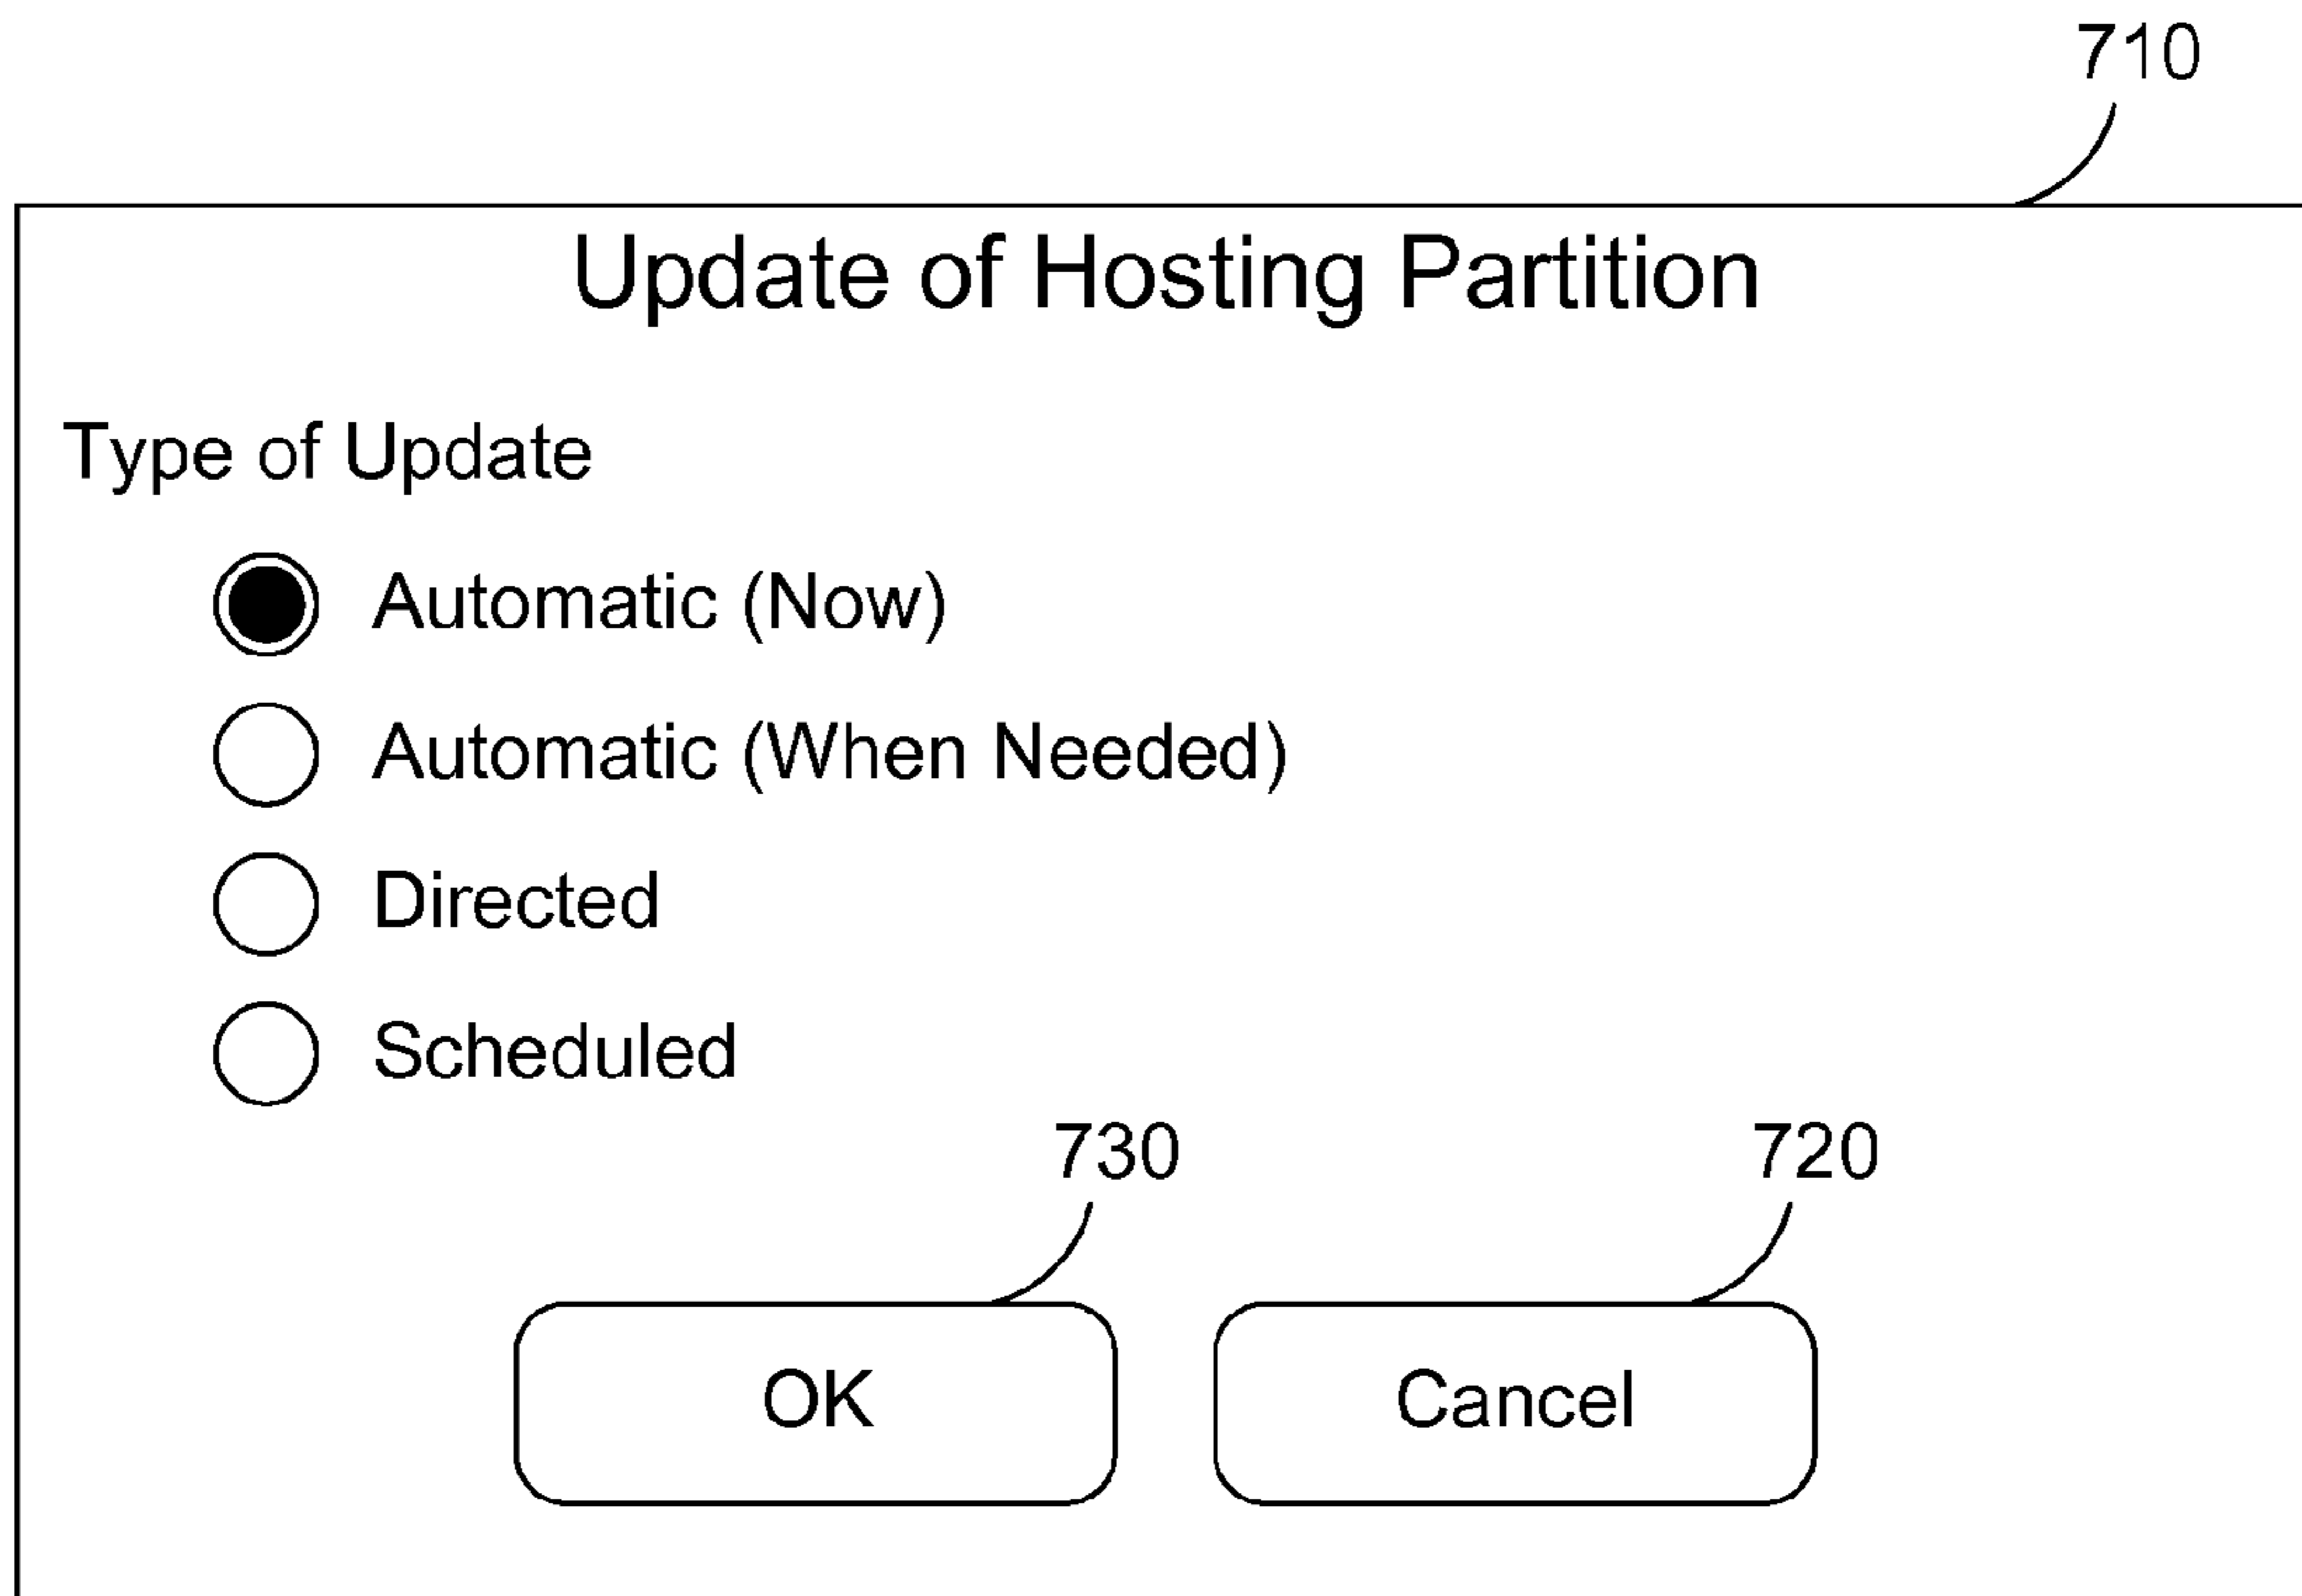 710
Update of Hosting Partition
Type of Update
Automatic (Now)
Automatic (When Needed)
Directed
Scheduled
730 720
OK Cancel